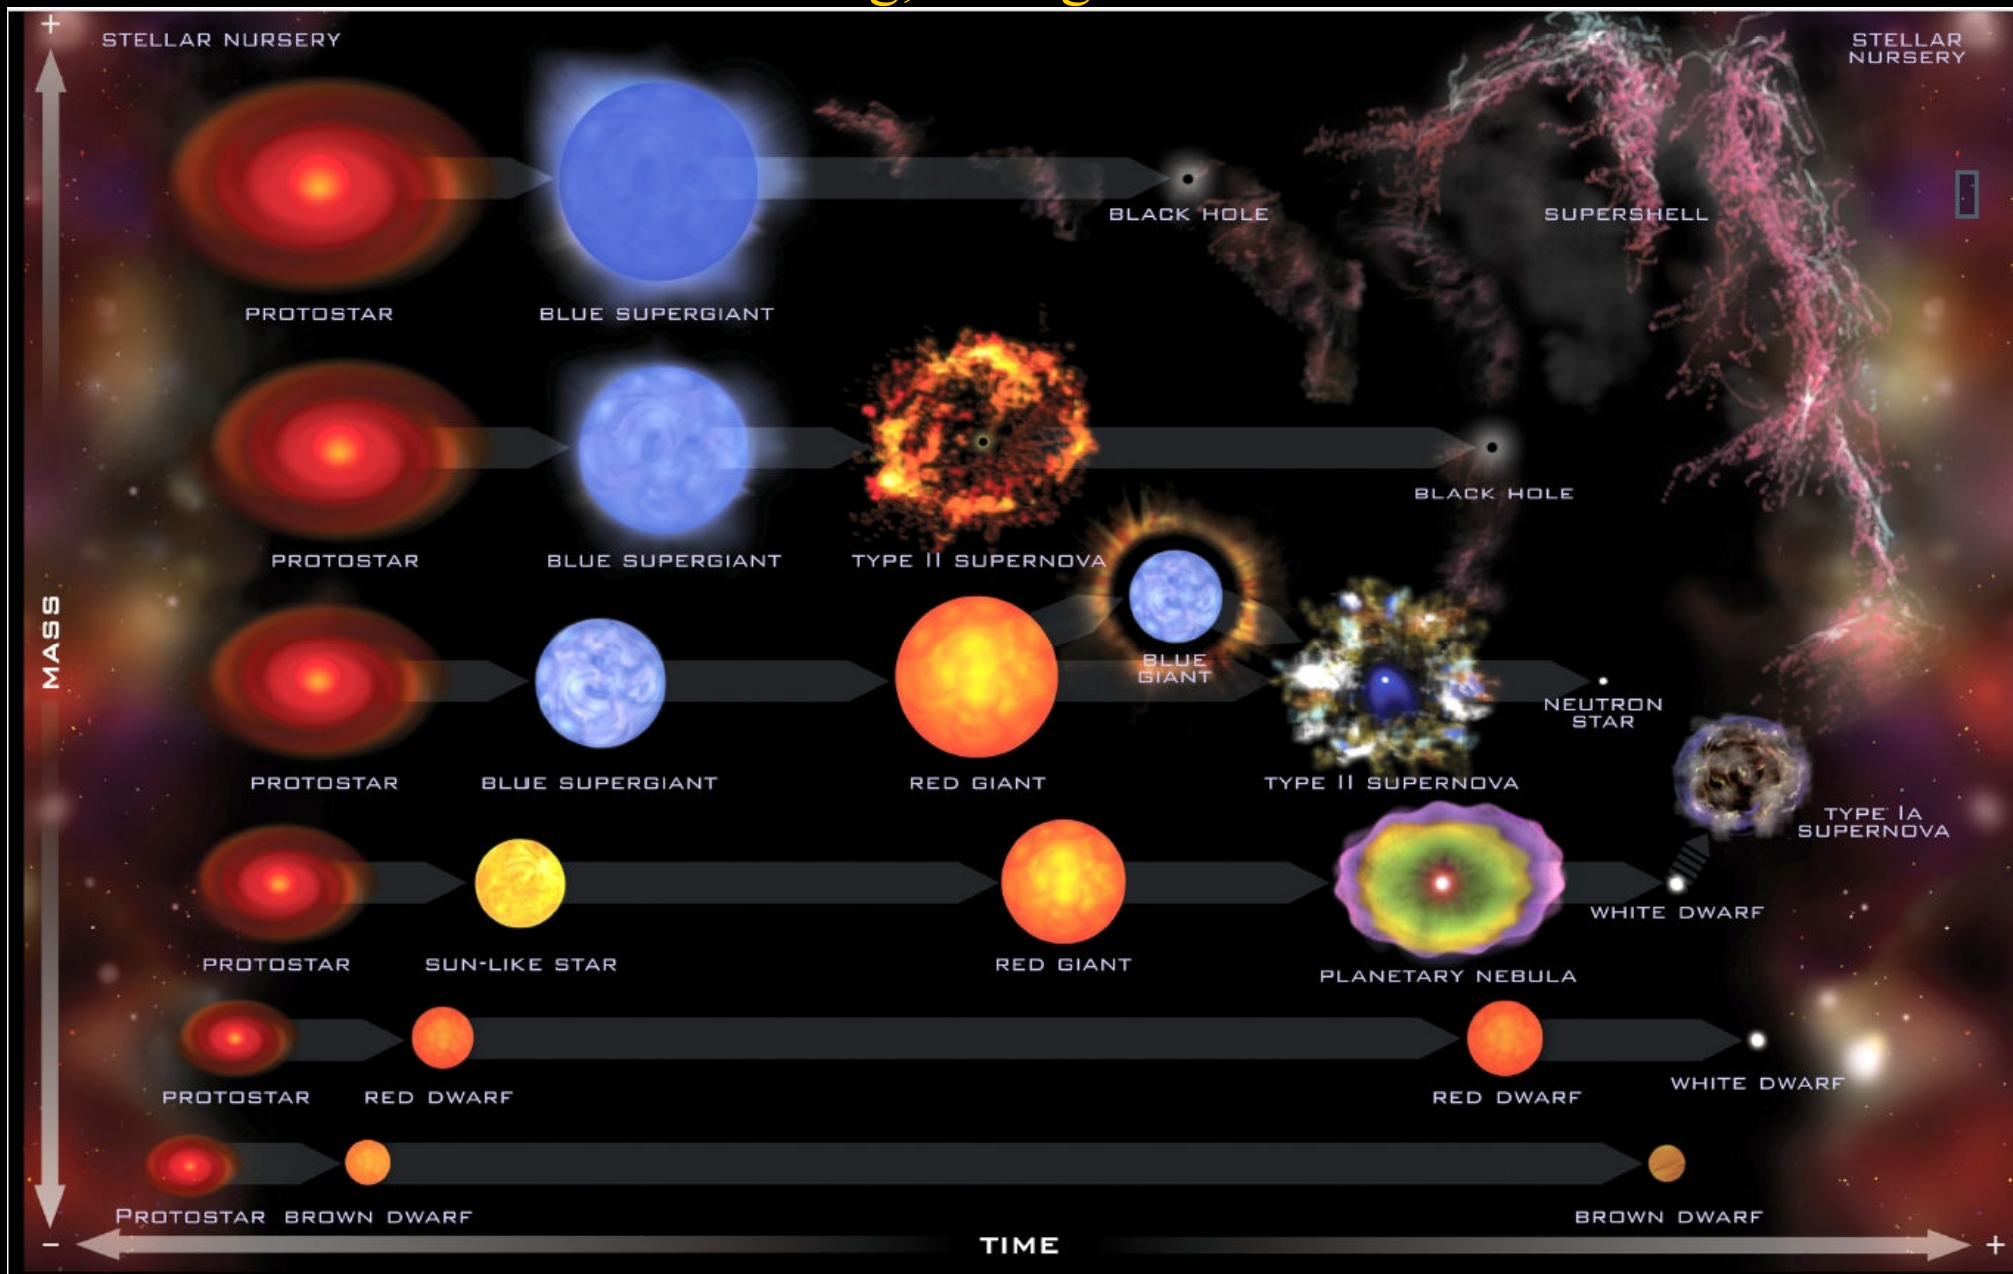 +
STELLAR NURSERY
STELLAR
NURSERY
BLACK HOLE
SUPERSHELL
PROTOSTAR
BLUE SUPERGIANT
BLACK HOLE
PROTOSTAR
BLUE SUPERGIANT
TYPE II SUPERNOVA
MASS
BLUE
GIANT
NEUTRON
STAR
PROTOSTAR
BLUE SUPERGIANT
RED GIANT
TYPE II SUPERNOVA
TYPE IA
SUPERNOVA
WHITE DWARF
PROTOSTAR
SUN-LIKE STAR
RED GIANT
PLANETARY NEBULA
PROTOSTAR
RED DWARF
RED DWARF
WHITE DWARF
PROTOSTAR
BROWN DWARF
BROWN DWARF
-
TIME
+